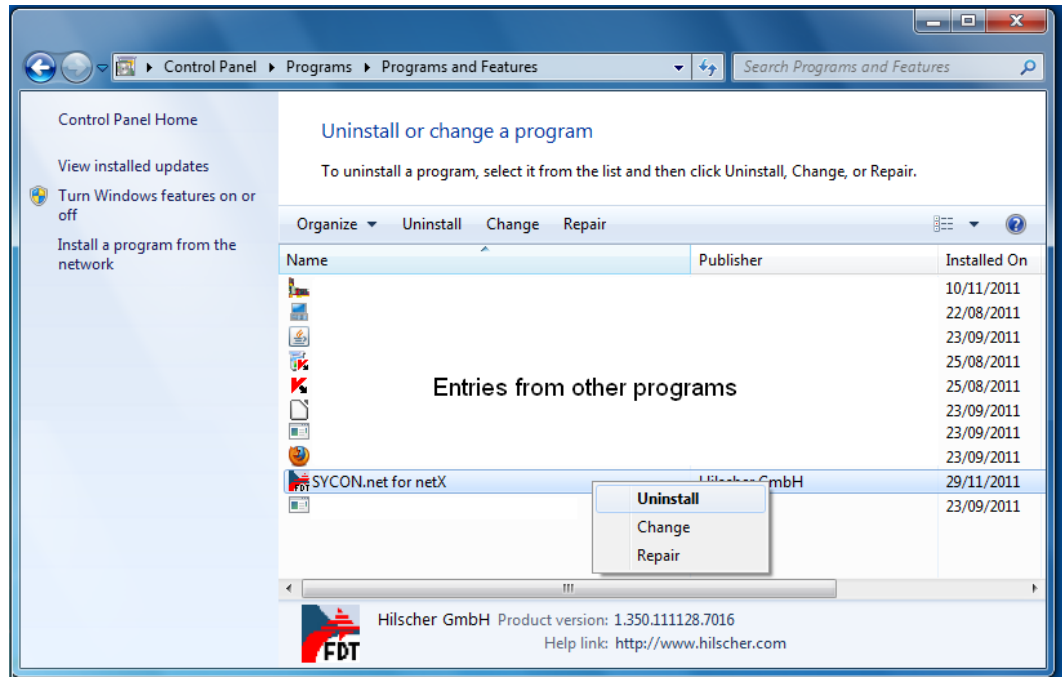 Control Panel Programs Programs and Features
Search Programs and Features
Control Panel Home
View installed updates
Turn Windows features on or
off
Install a program from the
network
Uninstall or change a program
To uninstall a program, select it from the list and then click Uninstall, Change, or Repair.
Organize Uninstall Change Repair
Name Publisher Installed On
10/11/2011
22/08/2011
23/09/2011
25/08/2011
Entries from other programs 25/08/2011
23/09/2011
23/09/2011
23/09/2011
FDT SYCON.net for netX Hilscher GmbH 29/11/2011
23/09/2011
Uninstall
Change
Repair
FDT
Hilscher GmbH Product version: 1.350.111128.7016
Help link: http://www.hilscher.com